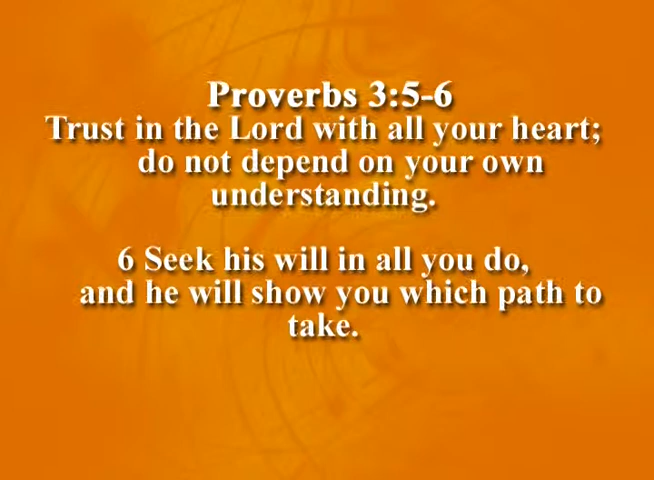 Proverbs 3:5-6
Trust in the Lord with all your heart;
do not depend on your own
understanding.
6 Seek his will in all you do,
and he will show you which path to
take.